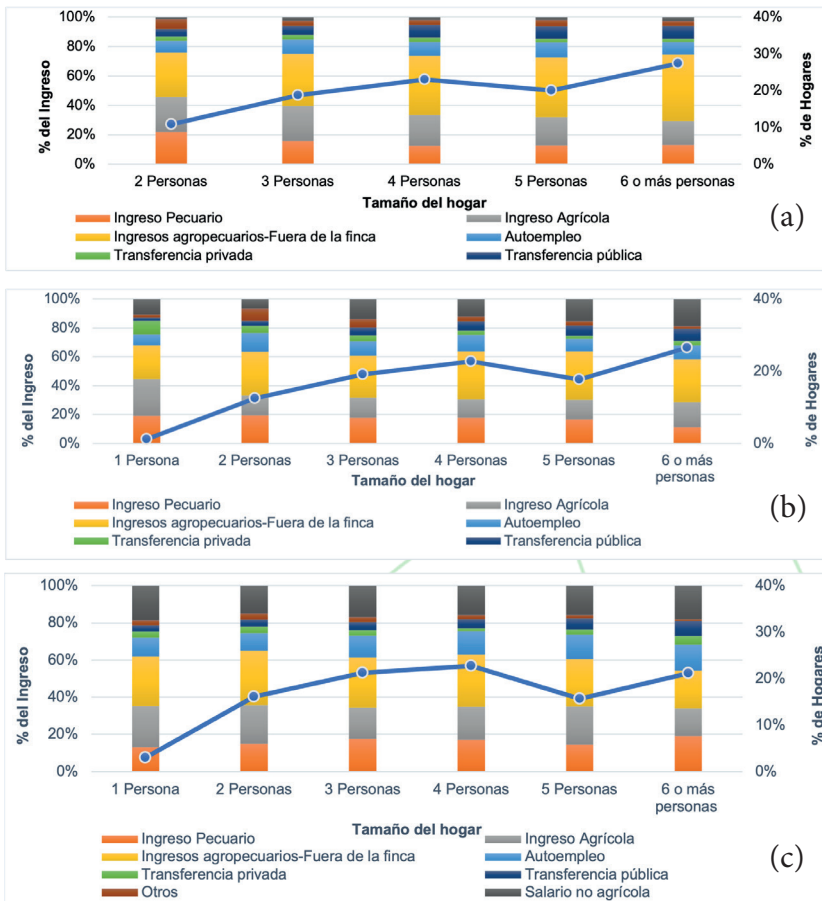 100%
80%
60%
40%
20%
0%
% del Ingreso
40%
30%
20%
10%
0%
% de Hogares
2 Personas 3 Personas 4 Personas 5 Personas 6 o más personas
Tamaño del hogar
Ingreso Pecuario Ingreso Agrícola
Ingresos agropecuarios-Fuera de la finca Autoempleo
Transferencia privada Transferencia pública
(a)
100%
80%
60%
40%
20%
0%
% del Ingreso
40%
20%
0%
% de Hogares
1 Persona 2 Personas 3 Personas 4 Personas 5 Personas 6 o más
personas
Tamaño del hogar
Ingreso Pecuario Ingreso Agrícola
Ingresos agropecuarios-Fuera de la finca Autoempleo
Transferencia privada Transferencia pública
(b)
100%
80%
60%
40%
20%
0%
% del Ingreso
40%
30%
20%
10%
0%
% de Hogares
1 Persona 2 Personas 3 Personas 4 Personas 5 Personas 6 o más
personas
Tamaño del hogar
Ingreso Pecuario Ingreso Agrícola
Ingresos agropecuarios-Fuera de la finca Autoempleo
Transferencia privada Transferencia pública
Otros Salario no agrícola
(c)